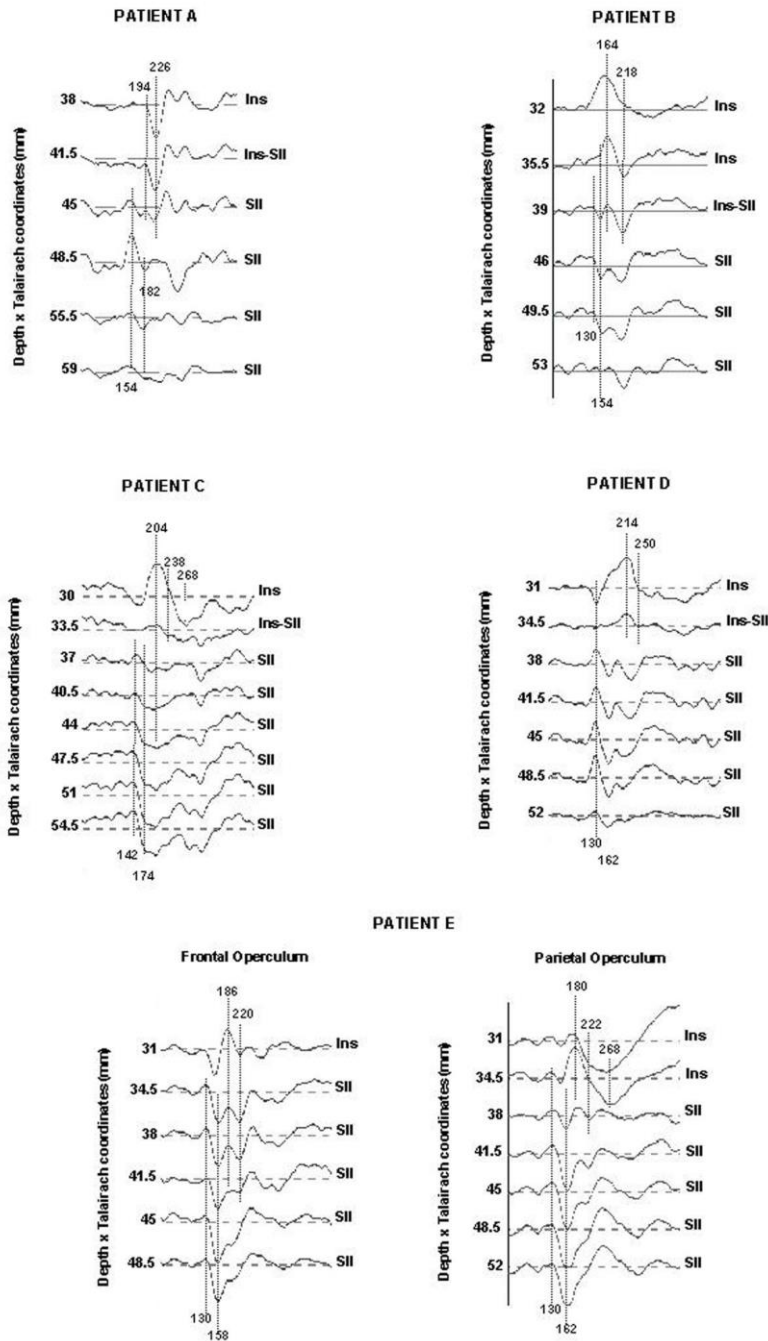 PATIENT A
Depth x Talairach coordinates (mm)
226
194
38 Ins
41.5 Ins-SII
45 SII
48.5 SII
182
55.5 SII
59 SII
154
PATIENT B
Depth x Talairach coordinates (mm)
164
218
32 Ins
35.5 Ins
39 Ins-SII
46 SII
49.5 SII
130
53 SII
154
PATIENT C
Depth x Talairach coordinates (mm)
204
238
268
30 Ins
33.5 Ins-SII
37 SII
40.5 SII
44 SII
47.5 SII
51 SII
54.5 SII
142
174
PATIENT D
Depth x Talairach coordinates (mm)
214
250
31 Ins
34.5 Ins-SII
38 SII
41.5 SII
45 SII
48.5 SII
52 SII
130
162
PATIENT E
Frontal Operculum
Depth x Talairach coordinates (mm)
186
220
31 Ins
34.5 SII
38 SII
41.5 SII
45 SII
48.5 SII
130
158
Parietal Operculum
Depth x Talairach coordinates (mm)
180
222
268
31 Ins
34.5 Ins
38 SII
41.5 SII
45 SII
48.5 SII
52 SII
130
162